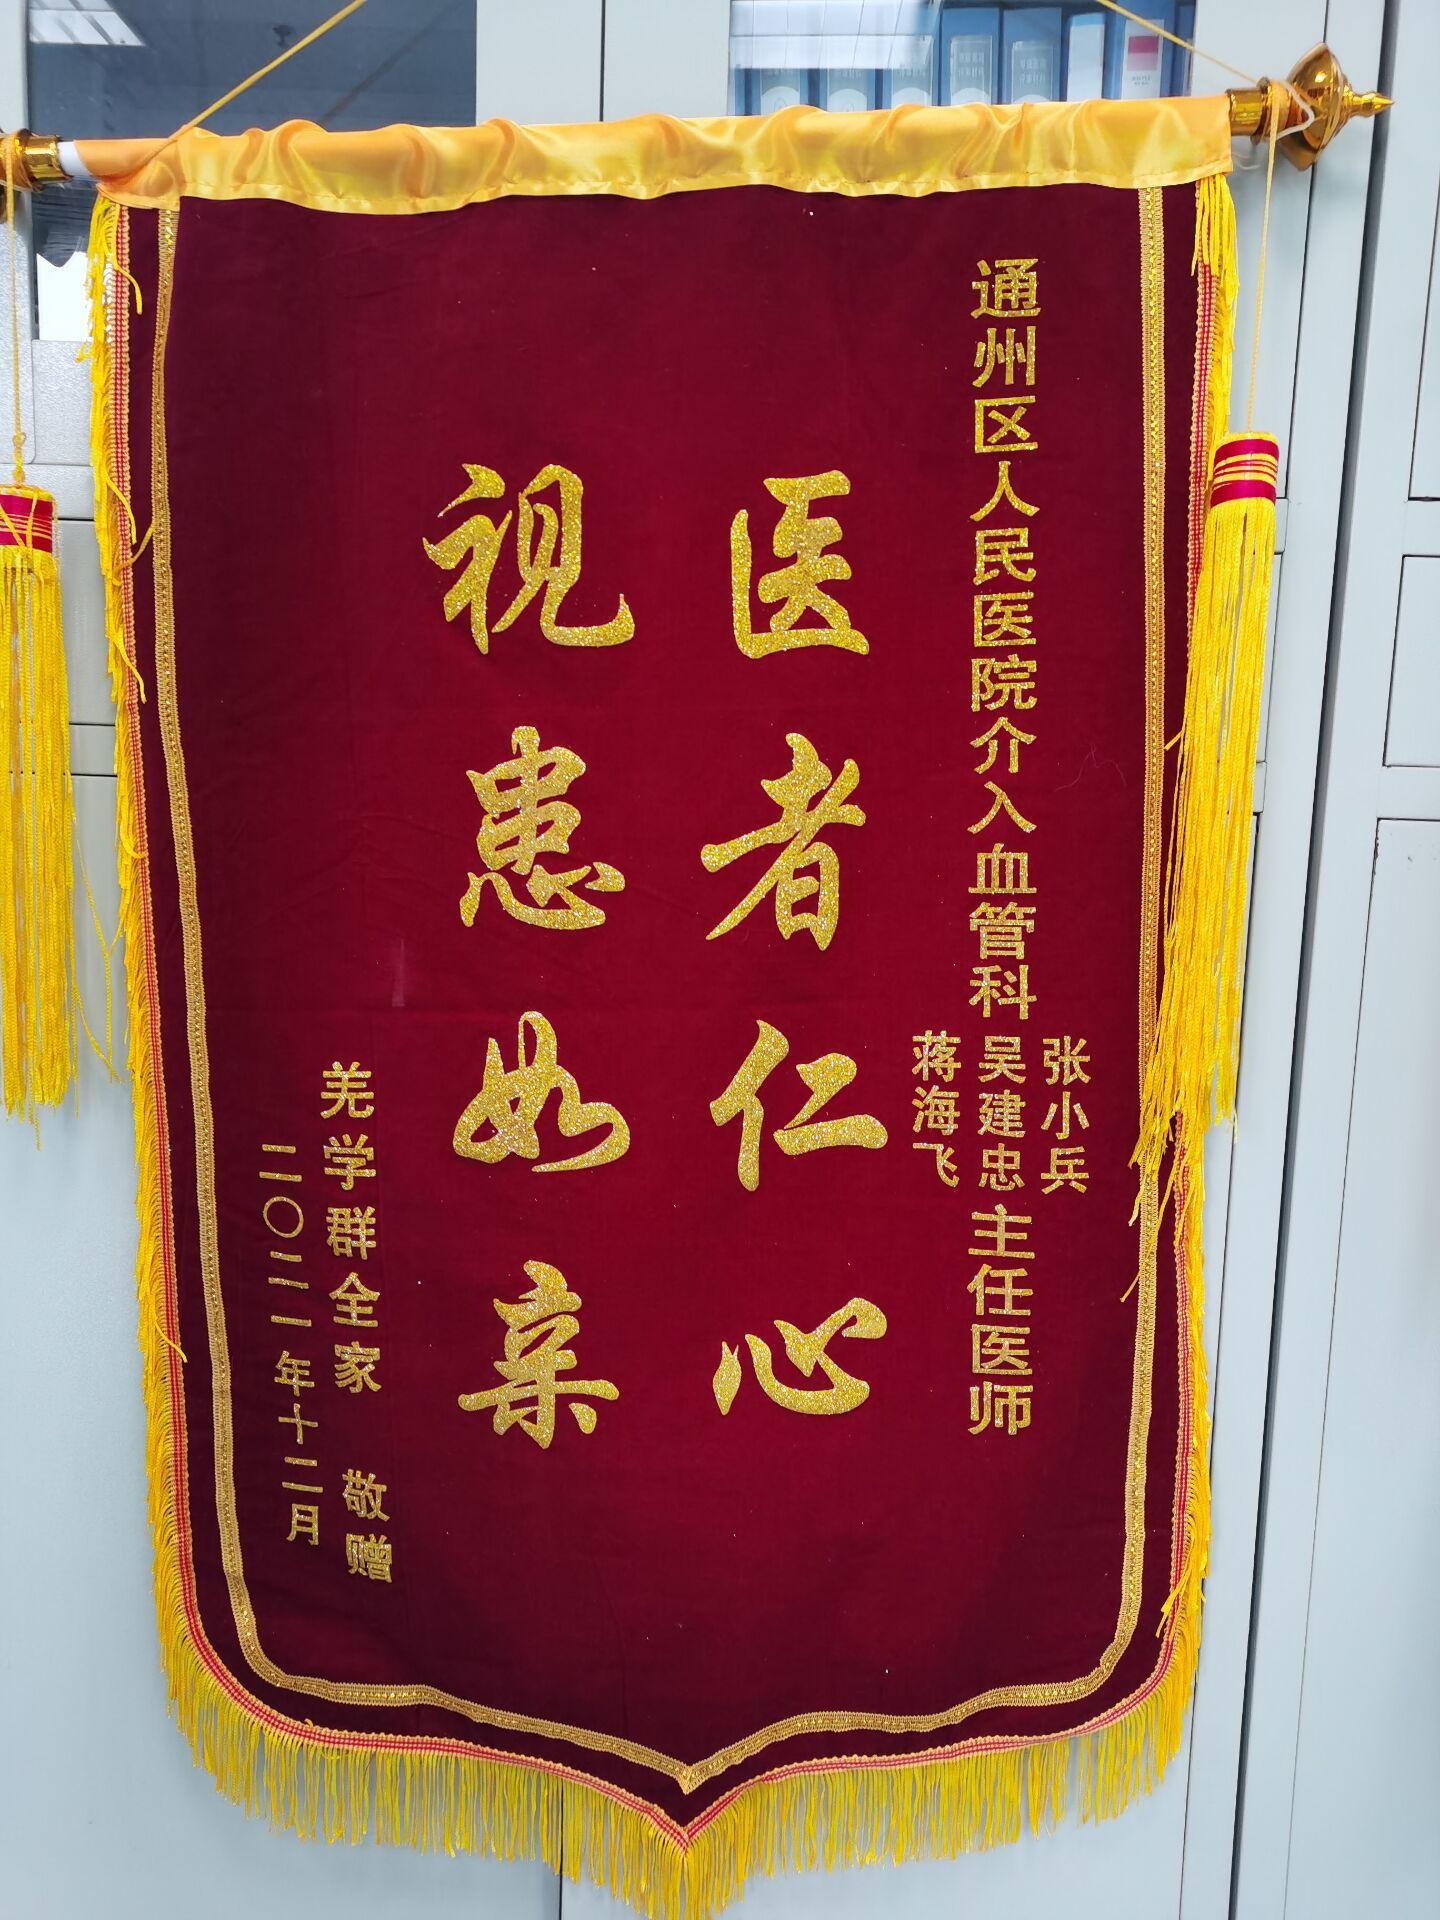 通州区人民医院介入血管科
张小兵
吴建忠
蒋海飞
主任医师
医者仁心
视患如亲
羌学群全家 敬赠
二〇二一年十二月